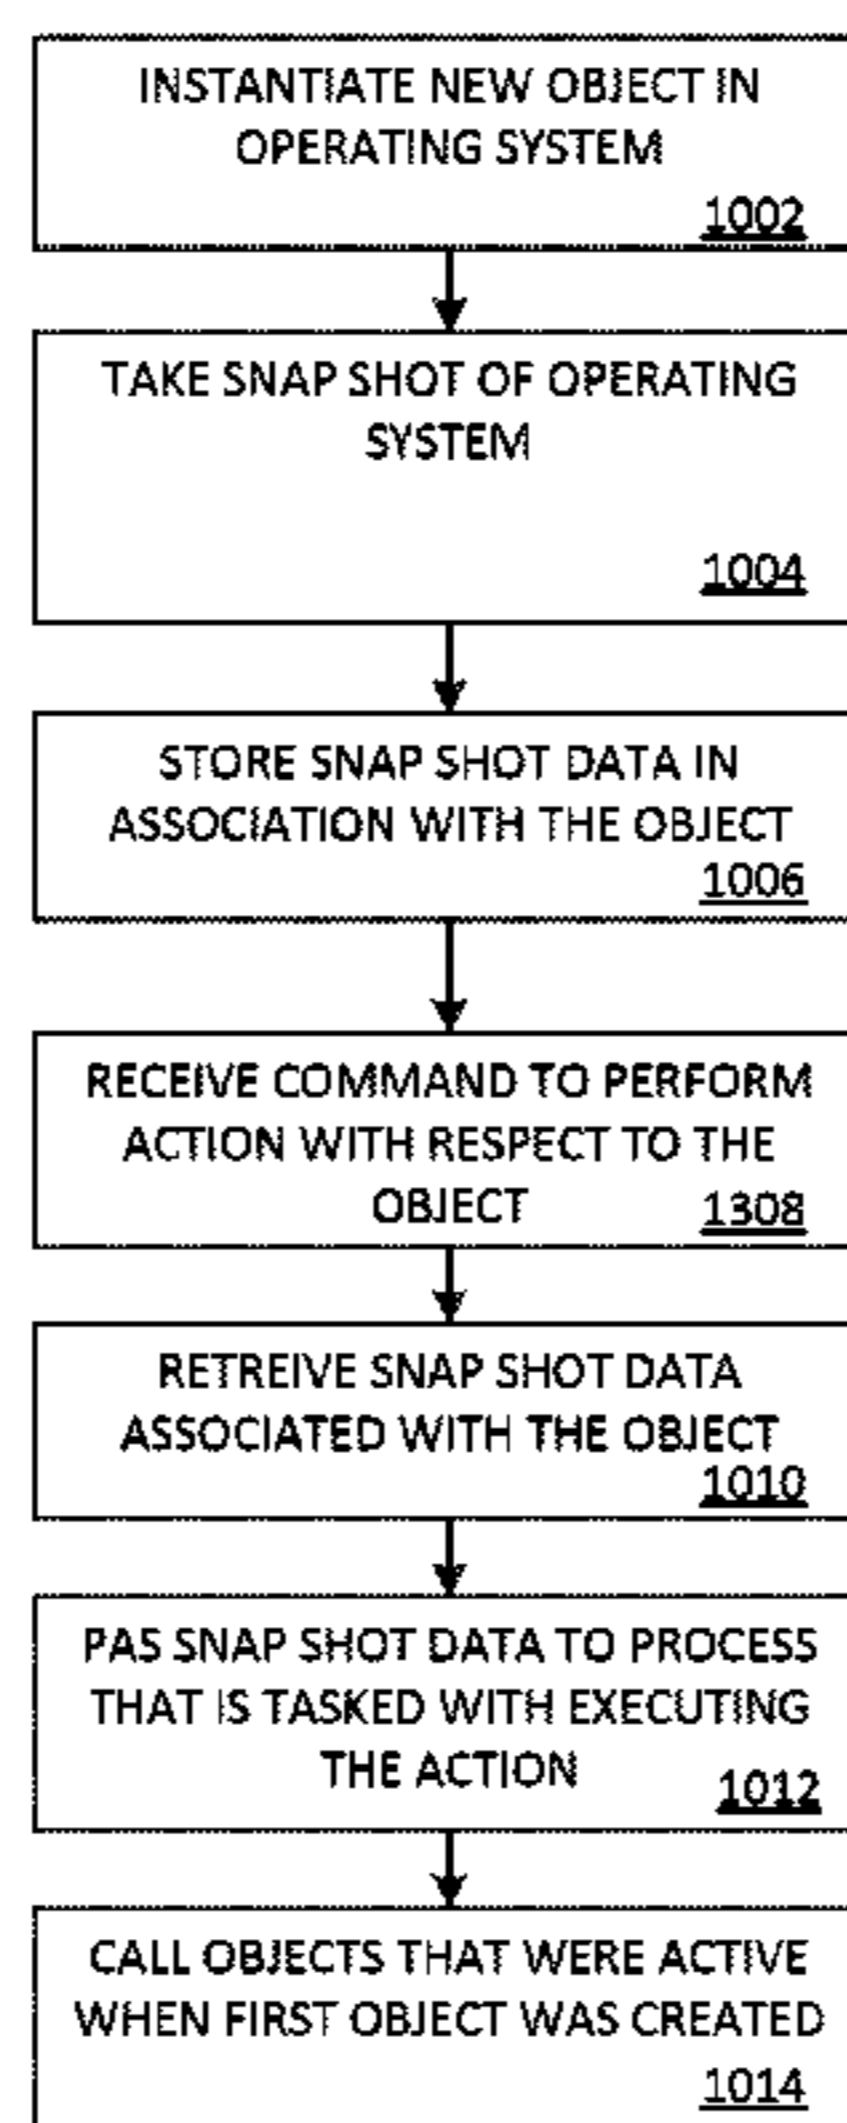 INSTANTIATE NEW OBJECT IN
OPERATING SYSTEM
1002
TAKE SNAP SHOT OF OPERATING
SYSTEM
1004
STORE SNAP SHOT DATA IN
ASSOCIATION WITH THE OBJECT
1006
RECEIVE COMMAND TO PERFORM
ACTION WITH RESPECT TO THE
OBJECT 1308
RETREIVE SNAP SHOT DATA
ASSOCIATED WITH THE OBJECT
1010
PAS SNAP SHOT DATA TO PROCESS
THAT IS TASKED WITH EXECUTING
THE ACTION 1012
CALL OBJECTS THAT WERE ACTIVE
WHEN FIRST OBJECT WAS CREATED
1014